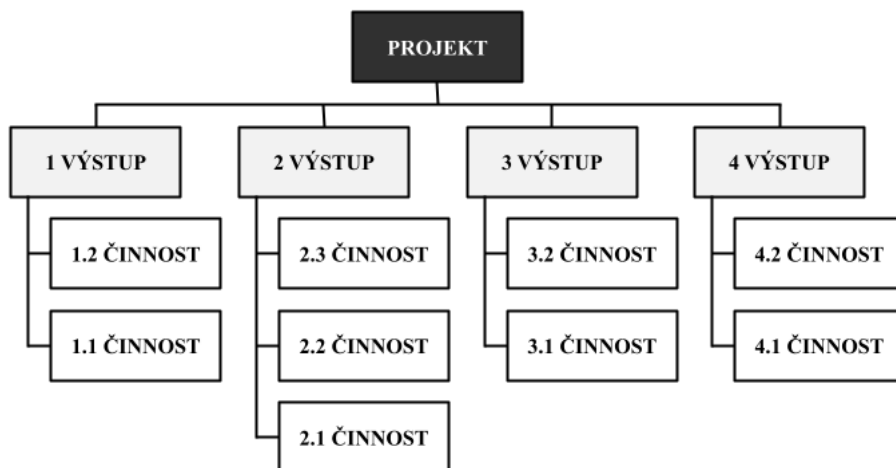 PROJEKT
1 VÝSTUP
2 VÝSTUP
3 VÝSTUP
4 VÝSTUP
1.2 ČINNOST
2.3 ČINNOST
3.2 ČINNOST
4.2 ČINNOST
1.1 ČINNOST
2.2 ČINNOST
3.1 ČINNOST
4.1 ČINNOST
2.1 ČINNOST